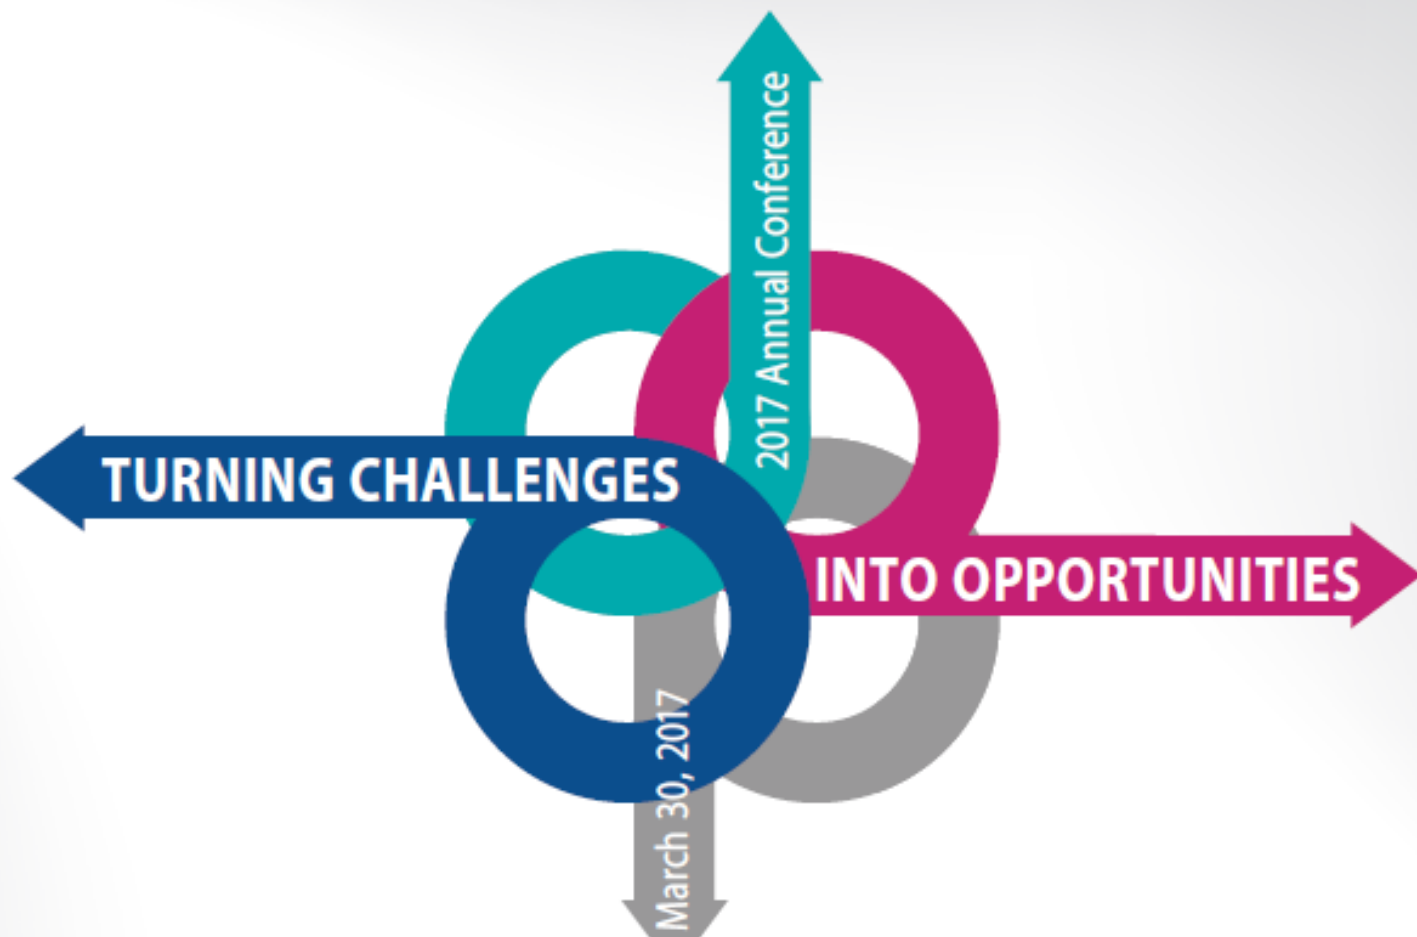 2017 Annual Conference
TURNING CHALLENGES
INTO OPPORTUNITIES
March 30, 2017